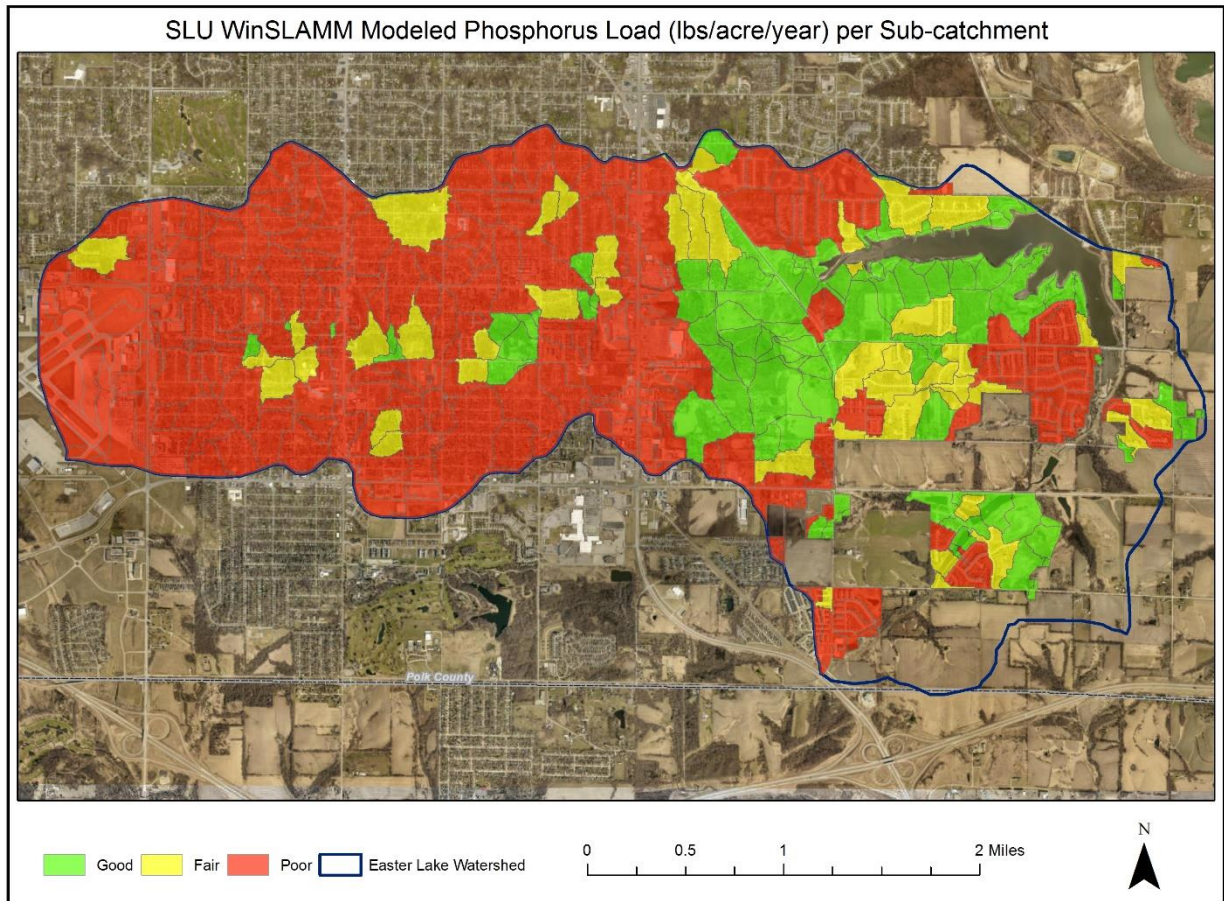 SLU WinSLAMM Modeled Phosphorus Load (lbs/acre/year) per Sub-catchment
Polk County
Good Fair Poor Easter Lake Watershed
0 0.5 1 2 Miles
N